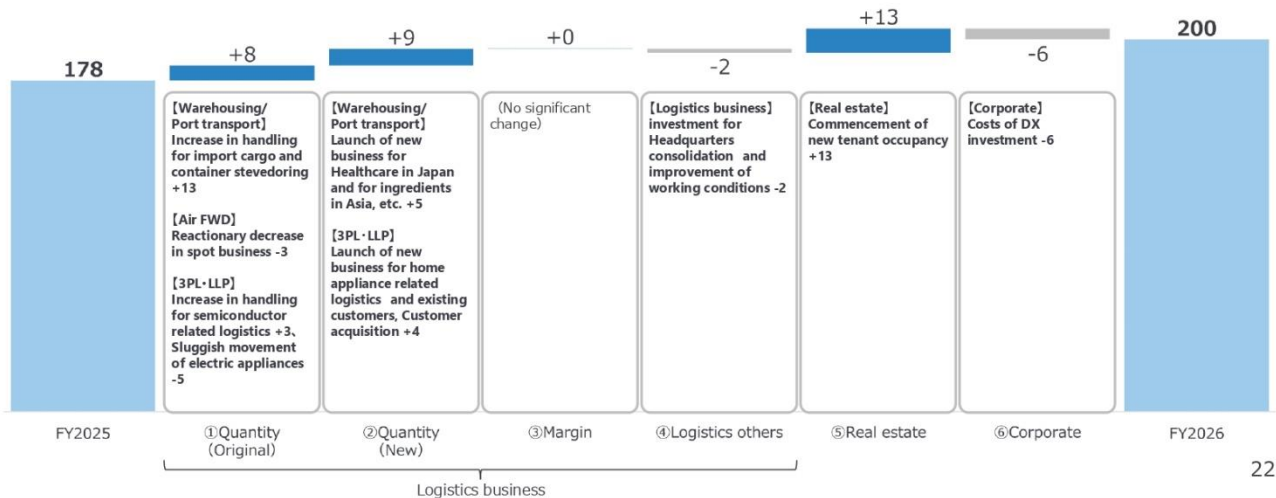 178
+8
+9
+0
-2
+13
-6
200
【Warehousing/
Port transport】
Increase in handling
for import cargo and
container stevedoring
+13
【Air FWD】
Reactionary decrease
in spot business -3
【3PL・LLP】
Increase in handling
for semiconductor
related logistics +3、
Sluggish movement
of electric appliances
-5
【Warehousing/
Port transport】
Launch of new
business for
Healthcare in Japan
and for ingredients
in Asia, etc. +5
【3PL・LLP】
Launch of new
business for home
appliance related
logistics and existing
customers, Customer
acquisition +4
（No significant
change）
【Logistics business】
investment for
Headquarters
consolidation and
improvement of
working conditions -2
【Real estate】
Commencement of
new tenant occupancy
+13
【Corporate】
Costs of DX
investment -6
FY2025
①Quantity
（Original）
②Quantity
（New）
③Margin
④Logistics others
⑤Real estate
⑥Corporate
FY2026
Logistics business
22